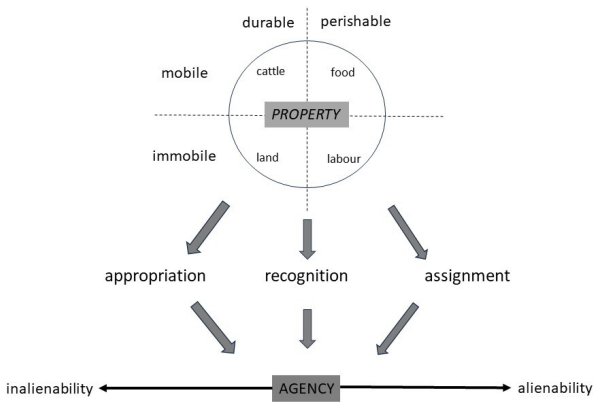 durable perishable
mobile cattle food
PROPERTY
immobile land labour
appropriation recognition assignment
inalienability AGENCY alienability